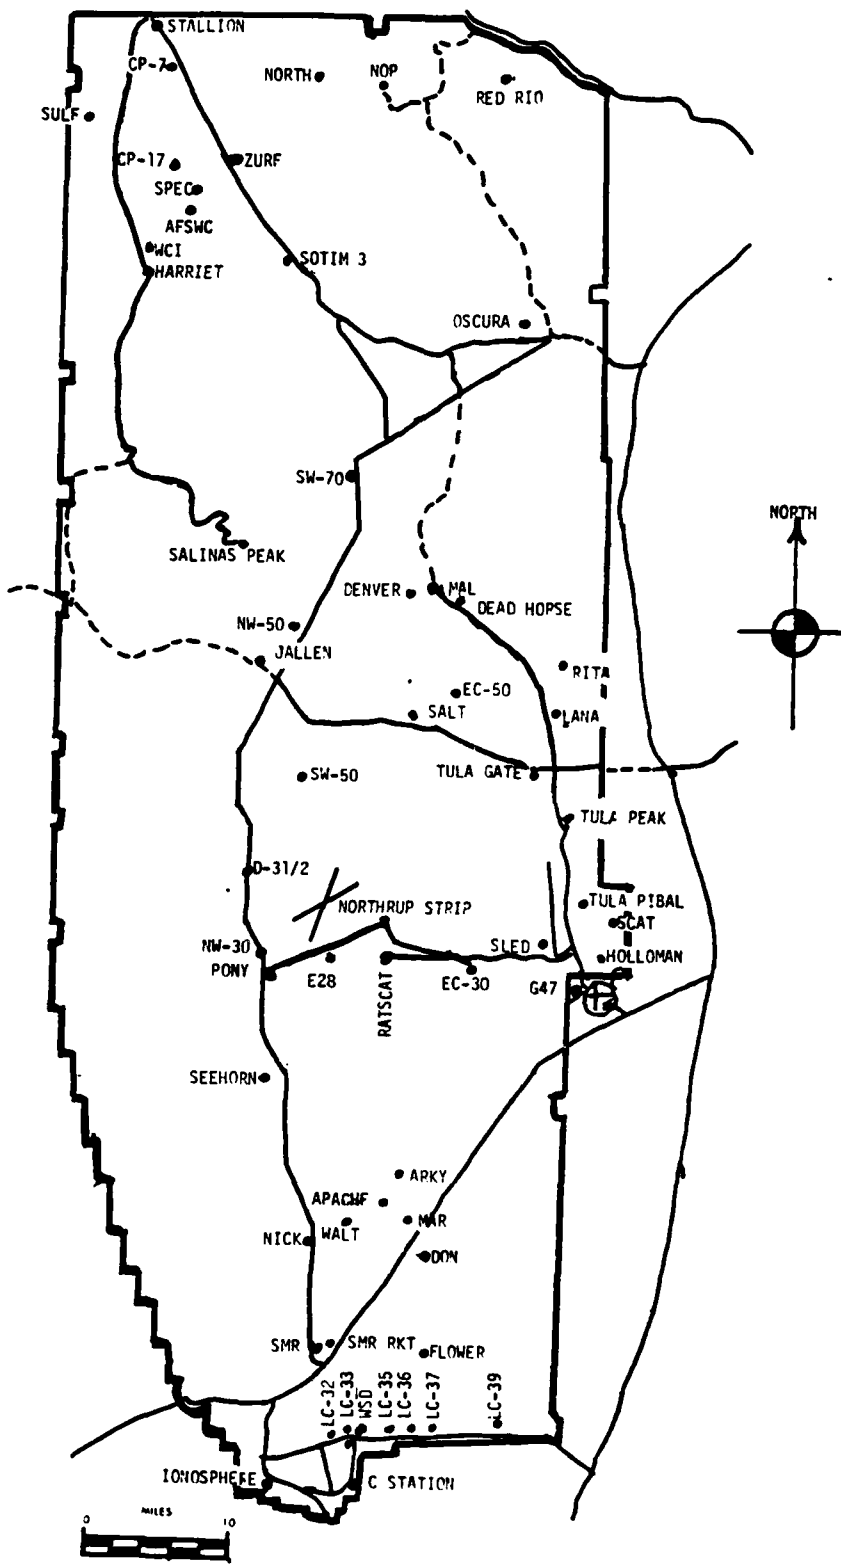 STALLION
CP-7
NORTH
NOP
RED RIO
SULF
CP-17
ZURF
SPEC
AFSWC
WCI
HARRIET
SOTIM 3
OSCURA
SW-70
NORTH
SALINAS PEAK
DENVER
MAL
DEAD HOPSE
NW-50
JALLEN
RITA
EC-50
SALT
LANA
SW-50
TULA GATE
TULA PEAK
D-31/2
NORTHRUP STRIP
TULA PIBAL
SCAT
NW-30
SLED
HOLLOMAN
PONY
E28
RATSCAT
EC-30
G47
SEEHORN
ARKY
APACHE
MAR
NICK
WALT
DON
SMR
SMR RKT
FLOWER
LC-32
LC-33
WSD
LC-35
LC-36
LC-37
LC-39
IONOSPHERE
C STATION
MILES
0 10